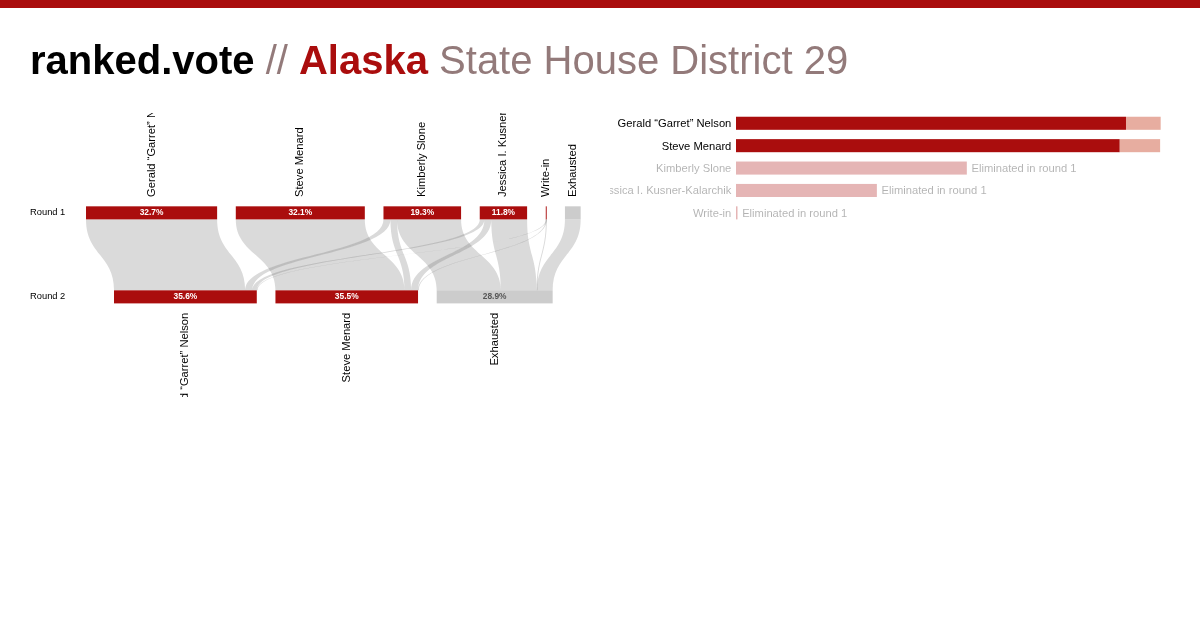 ranked.vote // Alaska State House District 29
Gerald “Garret” N
Steve Menard
Kimberly Slone
Jessica I. Kusner
Write-in
Exhausted
Round 1
32.7%
32.1%
19.3%
11.8%
Round 2
35.6%
35.5%
28.9%
d “Garret” Nelson
Steve Menard
Exhausted
Gerald “Garret” Nelson
Steve Menard
Kimberly Slone Eliminated in round 1
ssica I. Kusner-Kalarchik Eliminated in round 1
Write-in Eliminated in round 1